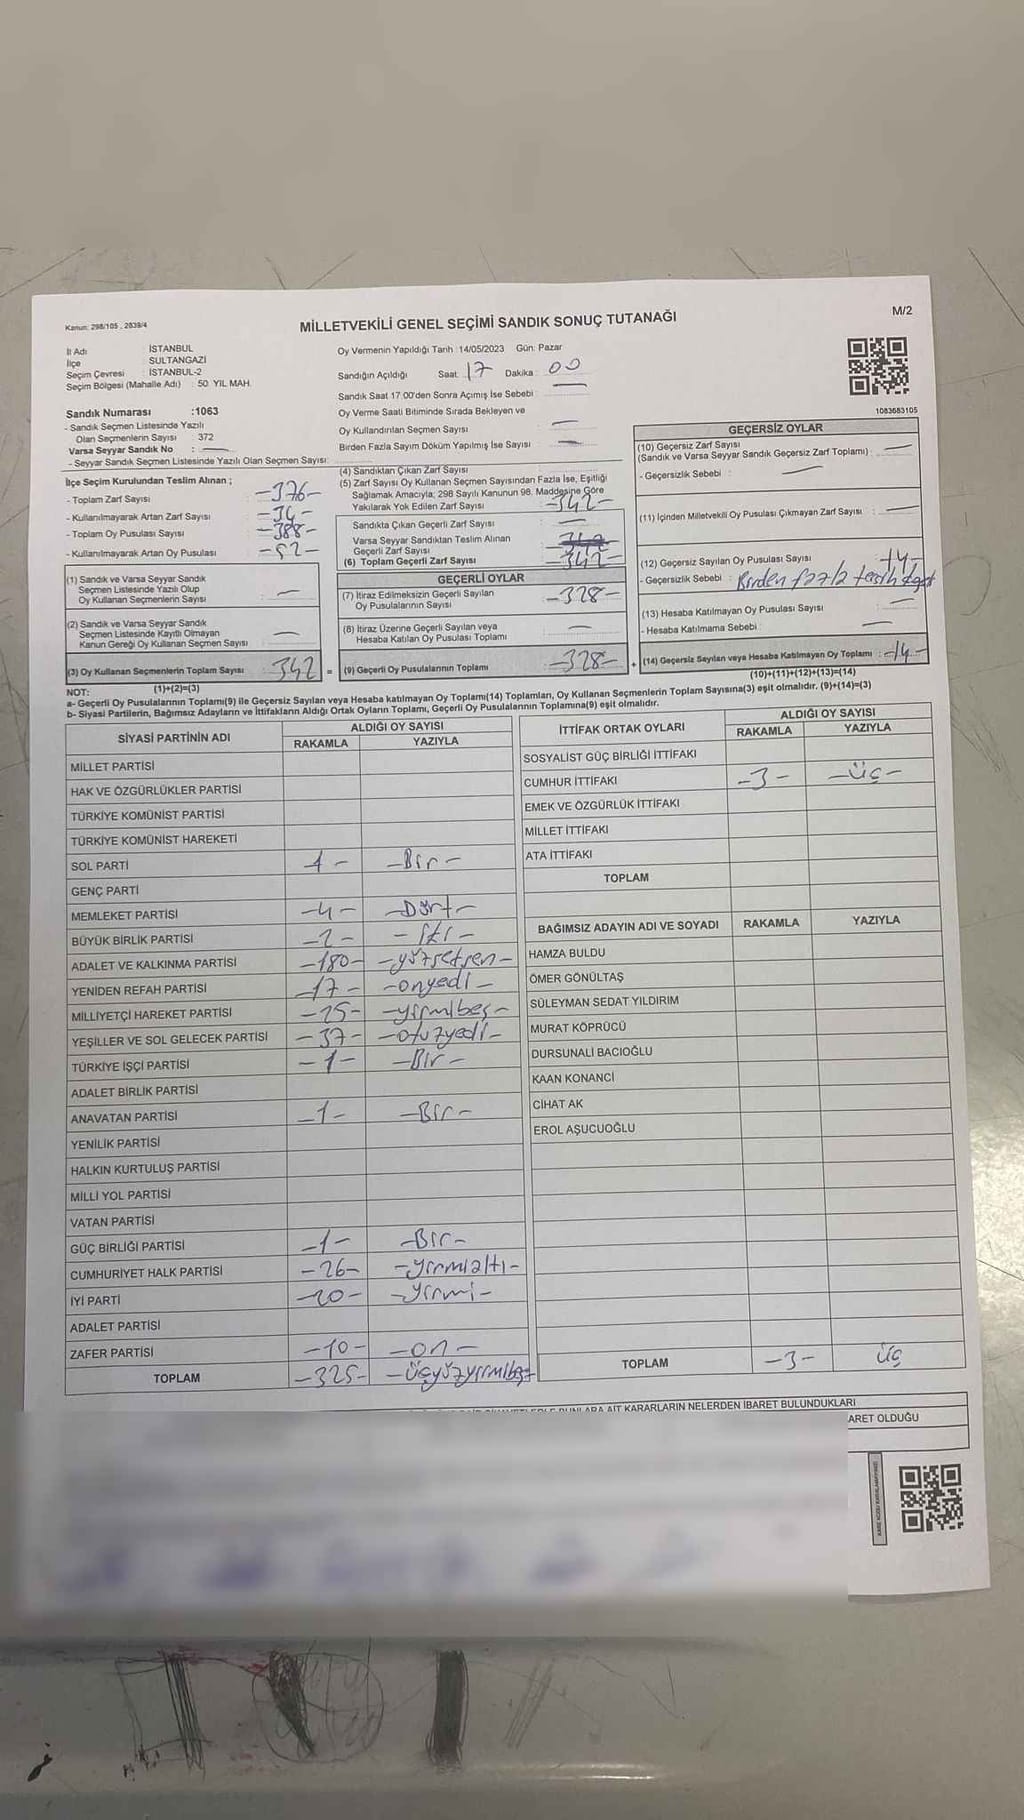 Kanun: 298/105 , 2839/4
MİLLETVEKİLİ GENEL SEÇİMİ SANDIK SONUÇ TUTANAĞI
M/2
İl Adı : İSTANBUL
İlçe : SULTANGAZİ
Seçim Çevresi : İSTANBUL-2
Seçim Bölgesi (Mahalle Adı) : 50. YIL MAH.
Sandık Numarası :1063
- Sandık Seçmen Listesinde Yazılı
Olan Seçmenlerin Sayısı : 372
Varsa Seyyar Sandık No : —
- Seyyar Sandık Seçmen Listesinde Yazılı Olan Seçmen Sayısı:
Oy Vermenin Yapıldığı Tarih :14/05/2023 Gün: Pazar
Sandığın Açıldığı Saat: 17 Dakika : 00
Sandık Saat 17:00'den Sonra Açımış İse Sebebi : —
Oy Verme Saati Bitiminde Sırada Bekleyen ve
Oy Kullandırılan Seçmen Sayısı : —
Birden Fazla Sayım Döküm Yapılmış İse Sayısı : —
1083683105
İlçe Seçim Kurulundan Teslim Alınan ;
- Toplam Zarf Sayısı -376-
- Kullanılmayarak Artan Zarf Sayısı -34-
- Toplam Oy Pusulası Sayısı -388-
- Kullanılmayarak Artan Oy Pusulası -52-
(1) Sandık ve Varsa Seyyar Sandık
Seçmen Listesinde Yazılı Olup
Oy Kullanan Seçmenlerin Sayısı : —
(2) Sandık ve Varsa Seyyar Sandık
Seçmen Listesinde Kayıtlı Olmayan
Kanun Gereği Oy Kullanan Seçmen Sayısı : —
(3) Oy Kullanan Seçmenlerin Toplam Sayısı : 342 =
(1)+(2)=(3)
(4) Sandıktan Çıkan Zarf Sayısı
(5) Zarf Sayısı Oy Kullanan Seçmen Sayısından Fazla İse, Eşitliği
Sağlamak Amacıyla; 298 Sayılı Kanunun 98. Maddesine Göre
Yakılarak Yok Edilen Zarf Sayısı -342-
Sandıkta Çıkan Geçerli Zarf Sayısı : —
Varsa Seyyar Sandıktan Teslim Alınan
Geçerli Zarf Sayısı : -342-
(6) Toplam Geçerli Zarf Sayısı : -342-
GEÇERLİ OYLAR
(7) İtiraz Edilmeksizin Geçerli Sayılan
Oy Pusulalarının Sayısı : -328-
(8) İtiraz Üzerine Geçerli Sayılan veya
Hesaba Katılan Oy Pusulası Toplamı : —
(9) Geçerli Oy Pusulalarının Toplamı : -328- +
GEÇERSİZ OYLAR
(10) Geçersiz Zarf Sayısı
(Sandık ve Varsa Seyyar Sandık Geçersiz Zarf Toplamı) : —
- Geçersizlik Sebebi : —
(11) İçinden Milletvekili Oy Pusulası Çıkmayan Zarf Sayısı : —
(12) Geçersiz Sayılan Oy Pusulası Sayısı : 14-
- Geçersizlik Sebebi : Birden fazla tercih
(13) Hesaba Katılmayan Oy Pusulası Sayısı : —
- Hesaba Katılmama Sebebi : —
(14) Geçersiz Sayılan veya Hesaba Katılmayan Oy Toplamı : -14-
(10)+(11)+(12)+(13)=(14)
NOT:
a- Geçerli Oy Pusulalarının Toplamı(9) ile Geçersiz Sayılan veya Hesaba katılmayan Oy Toplamı(14) Toplamları, Oy Kullanan Seçmenlerin Toplam Sayısına(3) eşit olmalıdır. (9)+(14)=(3)
b- Siyasi Partilerin, Bağımsız Adayların ve İttifakların Aldığı Ortak Oyların Toplamı, Geçerli Oy Pusulalarının Toplamına(9) eşit olmalıdır.
SİYASİ PARTİNİN ADI ALDIĞI OY SAYISI
RAKAMLA YAZIYLA
MİLLET PARTİSİ
HAK VE ÖZGÜRLÜKLER PARTİSİ
TÜRKİYE KOMÜNİST PARTİSİ
TÜRKİYE KOMÜNİST HAREKETİ
SOL PARTİ 1- -Bir-
GENÇ PARTİ
MEMLEKET PARTİSİ -4- -Dört-
BÜYÜK BİRLİK PARTİSİ -2- -İki-
ADALET VE KALKINMA PARTİSİ -180- -yüzseksen-
YENİDEN REFAH PARTİSİ -17- -onyedi-
MİLLİYETÇİ HAREKET PARTİSİ -25- -yirmibeş-
YEŞİLLER VE SOL GELECEK PARTİSİ -37- -otuzyedi-
TÜRKİYE İŞÇİ PARTİSİ -1- -Bir-
ADALET BİRLİK PARTİSİ
ANAVATAN PARTİSİ -1- -Bir-
YENİLİK PARTİSİ
HALKIN KURTULUŞ PARTİSİ
MİLLİ YOL PARTİSİ
VATAN PARTİSİ
GÜÇ BİRLİĞİ PARTİSİ -1- -Bir-
CUMHURİYET HALK PARTİSİ -26- -yirmialtı-
İYİ PARTİ -20- -yirmi-
ADALET PARTİSİ
ZAFER PARTİSİ -10- -on-
TOPLAM -325- -üçyüzyirmibeş-
İTTİFAK ORTAK OYLARI ALDIĞI OY SAYISI
RAKAMLA YAZIYLA
SOSYALİST GÜÇ BİRLİĞİ İTTİFAKI
CUMHUR İTTİFAKI -3- -üç-
EMEK VE ÖZGÜRLÜK İTTİFAKI
MİLLET İTTİFAKI
ATA İTTİFAKI
TOPLAM
BAĞIMSIZ ADAYIN ADI VE SOYADI RAKAMLA YAZIYLA
HAMZA BULDU
ÖMER GÖNÜLTAŞ
SÜLEYMAN SEDAT YILDIRIM
MURAT KÖPRÜCÜ
DURSUNALİ BACIOĞLU
KAAN KONANCİ
CİHAT AK
EROL AŞUCUOĞLU
TOPLAM -3- üç
BUNLARA AİT KARARLARIN NELERDEN İBARET BULUNDUKLARI
ARET OLDUĞU